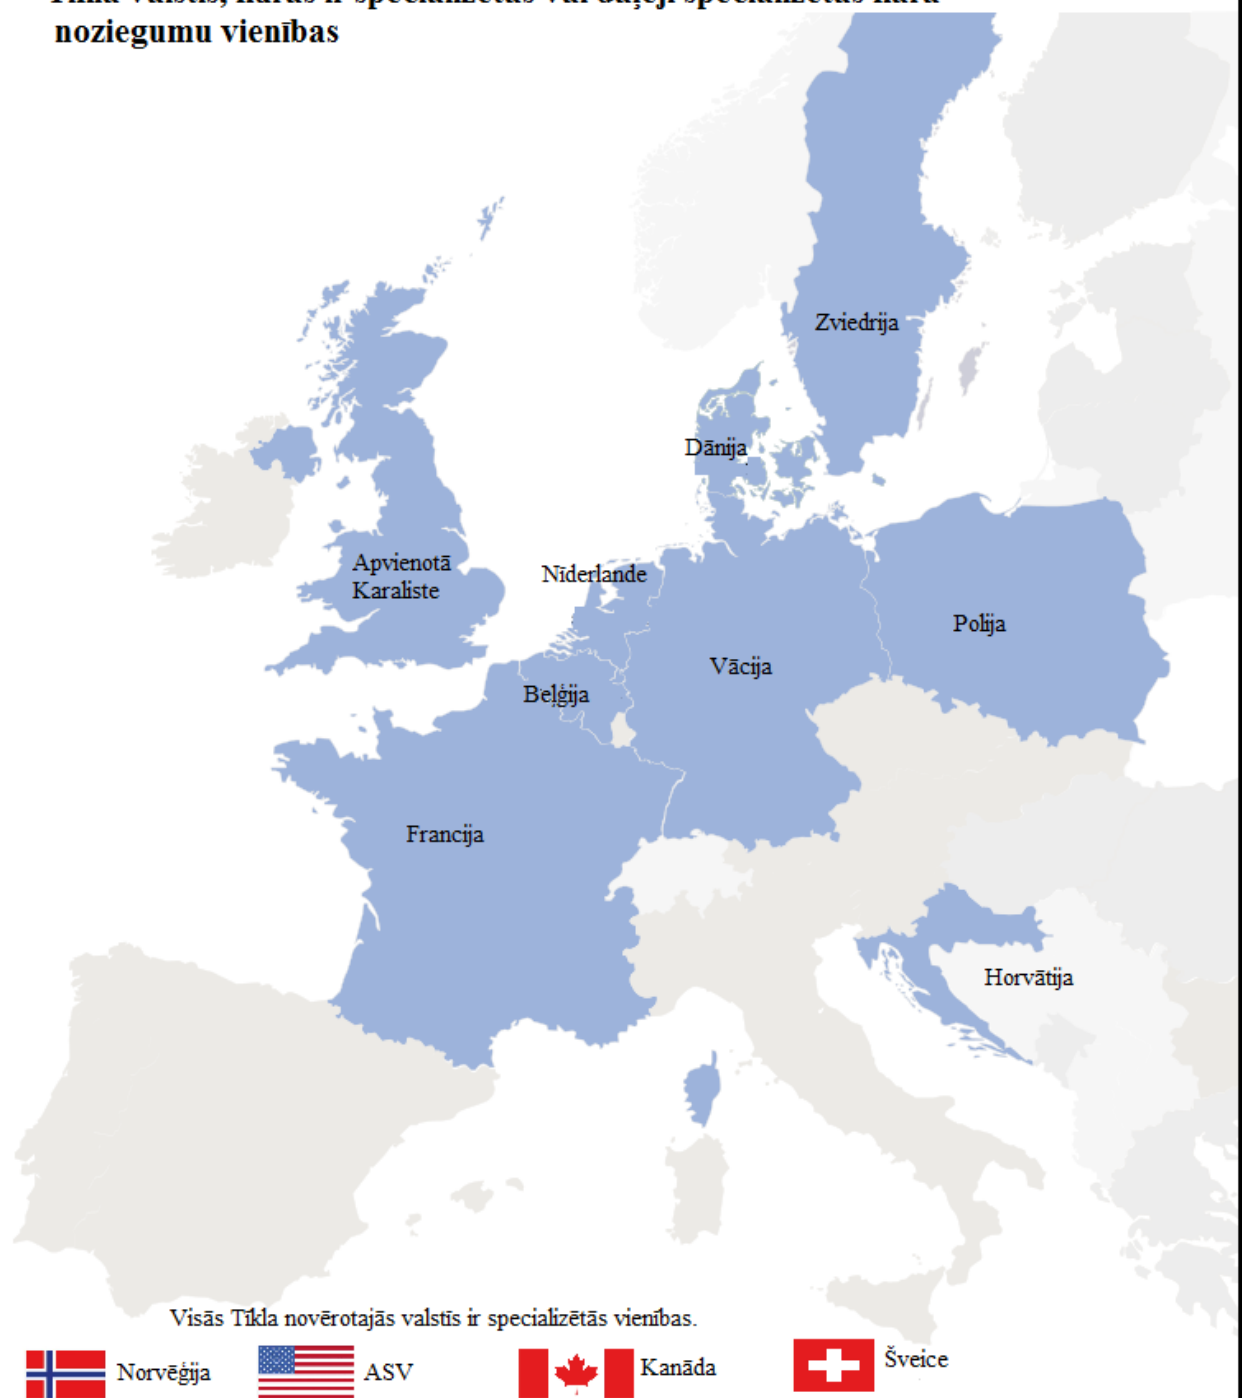 noziegumu vienības
Zviedrija
Dānija
Apvienotā
Karaliste
Nīderlande
Polija
Vācija
Beļģija
Francija
Horvātija
Visās Tīkla novērotajās valstīs ir specializētās vienības.
Norvēģija
ASV
Kanāda
Šveice